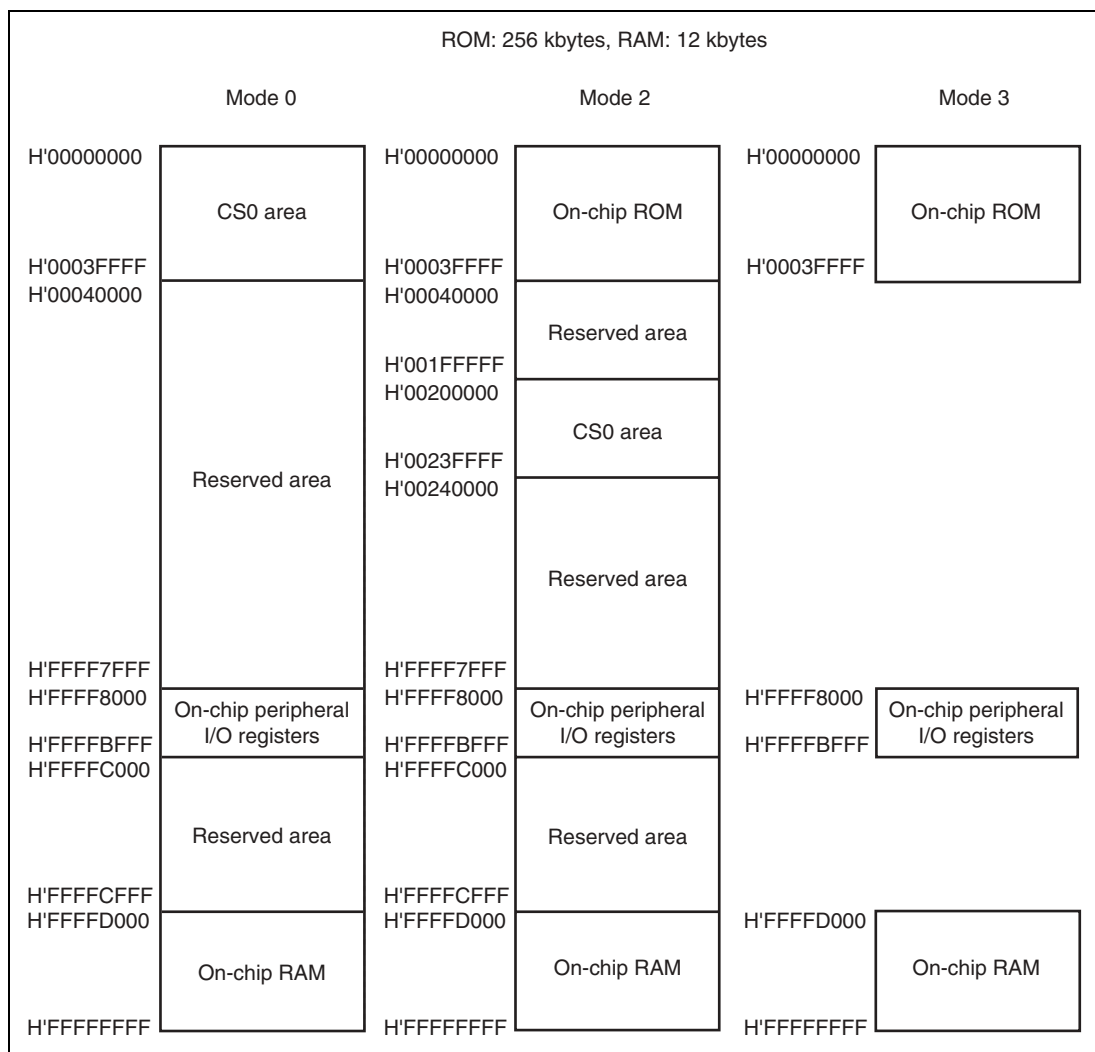 ROM: 256 kbytes, RAM: 12 kbytes
Mode 0
H'00000000
CS0 area
H'0003FFFF
H'00040000
Reserved area
H'FFFF7FFF
H'FFFF8000
On-chip peripheral
I/O registers
H'FFFFBFFF
H'FFFFC000
Reserved area
H'FFFFCFFF
H'FFFFD000
On-chip RAM
H'FFFFFFFF
Mode 2
H'00000000
On-chip ROM
H'0003FFFF
H'00040000
Reserved area
H'001FFFFF
H'00200000
CS0 area
H'0023FFFF
H'00240000
Reserved area
H'FFFF7FFF
H'FFFF8000
On-chip peripheral
I/O registers
H'FFFFBFFF
H'FFFFC000
Reserved area
H'FFFFCFFF
H'FFFFD000
On-chip RAM
H'FFFFFFFF
Mode 3
H'00000000
On-chip ROM
H'0003FFFF
H'FFFF8000
On-chip peripheral
I/O registers
H'FFFFBFFF
H'FFFFD000
On-chip RAM
H'FFFFFFFF